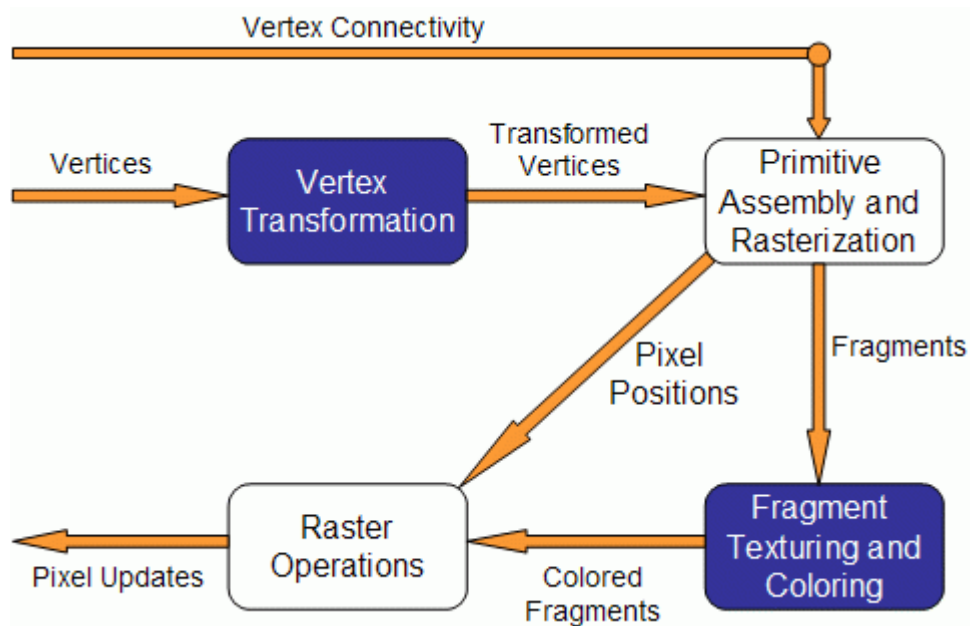 Vertex Connectivity
Vertices
Vertex
Transformation
Transformed
Vertices
Primitive
Assembly and
Rasterization
Pixel
Positions
Fragments
Raster
Operations
Fragment
Texturing and
Coloring
Pixel Updates
Colored
Fragments